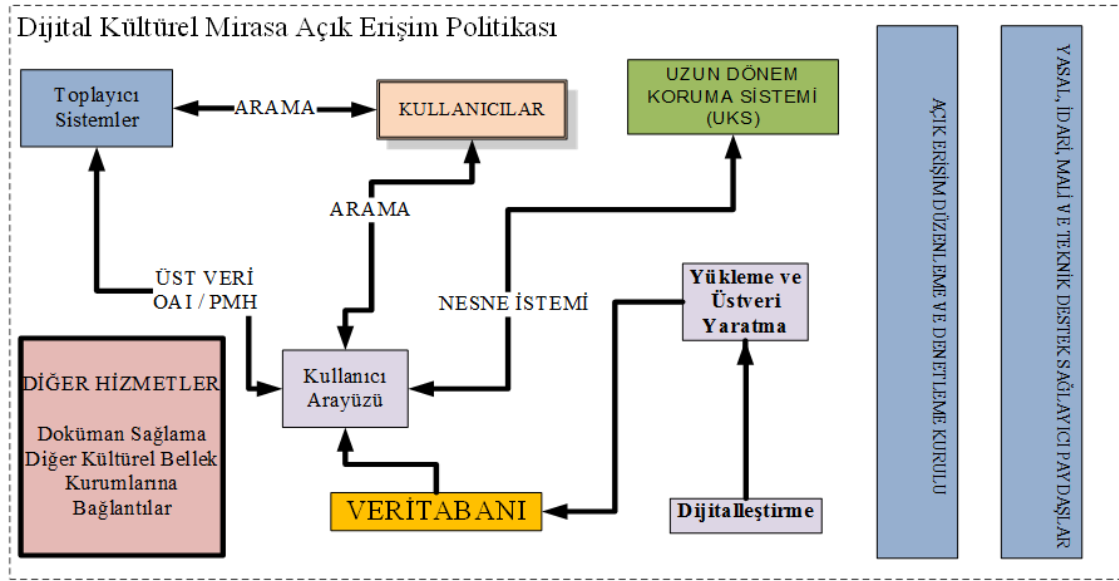 Dijital Kültürel Mirasa Açık Erişim Politikası
Toplayıcı
Sistemler
ARAMA
KULLANICILAR
UZUN DÖNEM
KORUMA SİSTEMİ
(UKS)
ARAMA
ÜST VERİ
OAI / PMH
NESNE İSTEMİ
Yükleme ve
Üstveri
Yaratma
DİĞER HİZMETLER
Doküman Sağlama
Diğer Kültürel Bellek
Kurumlarına
Bağlantılar
Kullanıcı
Arayüzü
VERİTABANI
Dijitalleştirme
AÇIK ERİŞİM DÜZENLEME VE DENETLEME KURULU
YASAL, İDARİ, MALİ VE TEKNİK DESTEK SAĞLAYICI PAYDAŞLAR